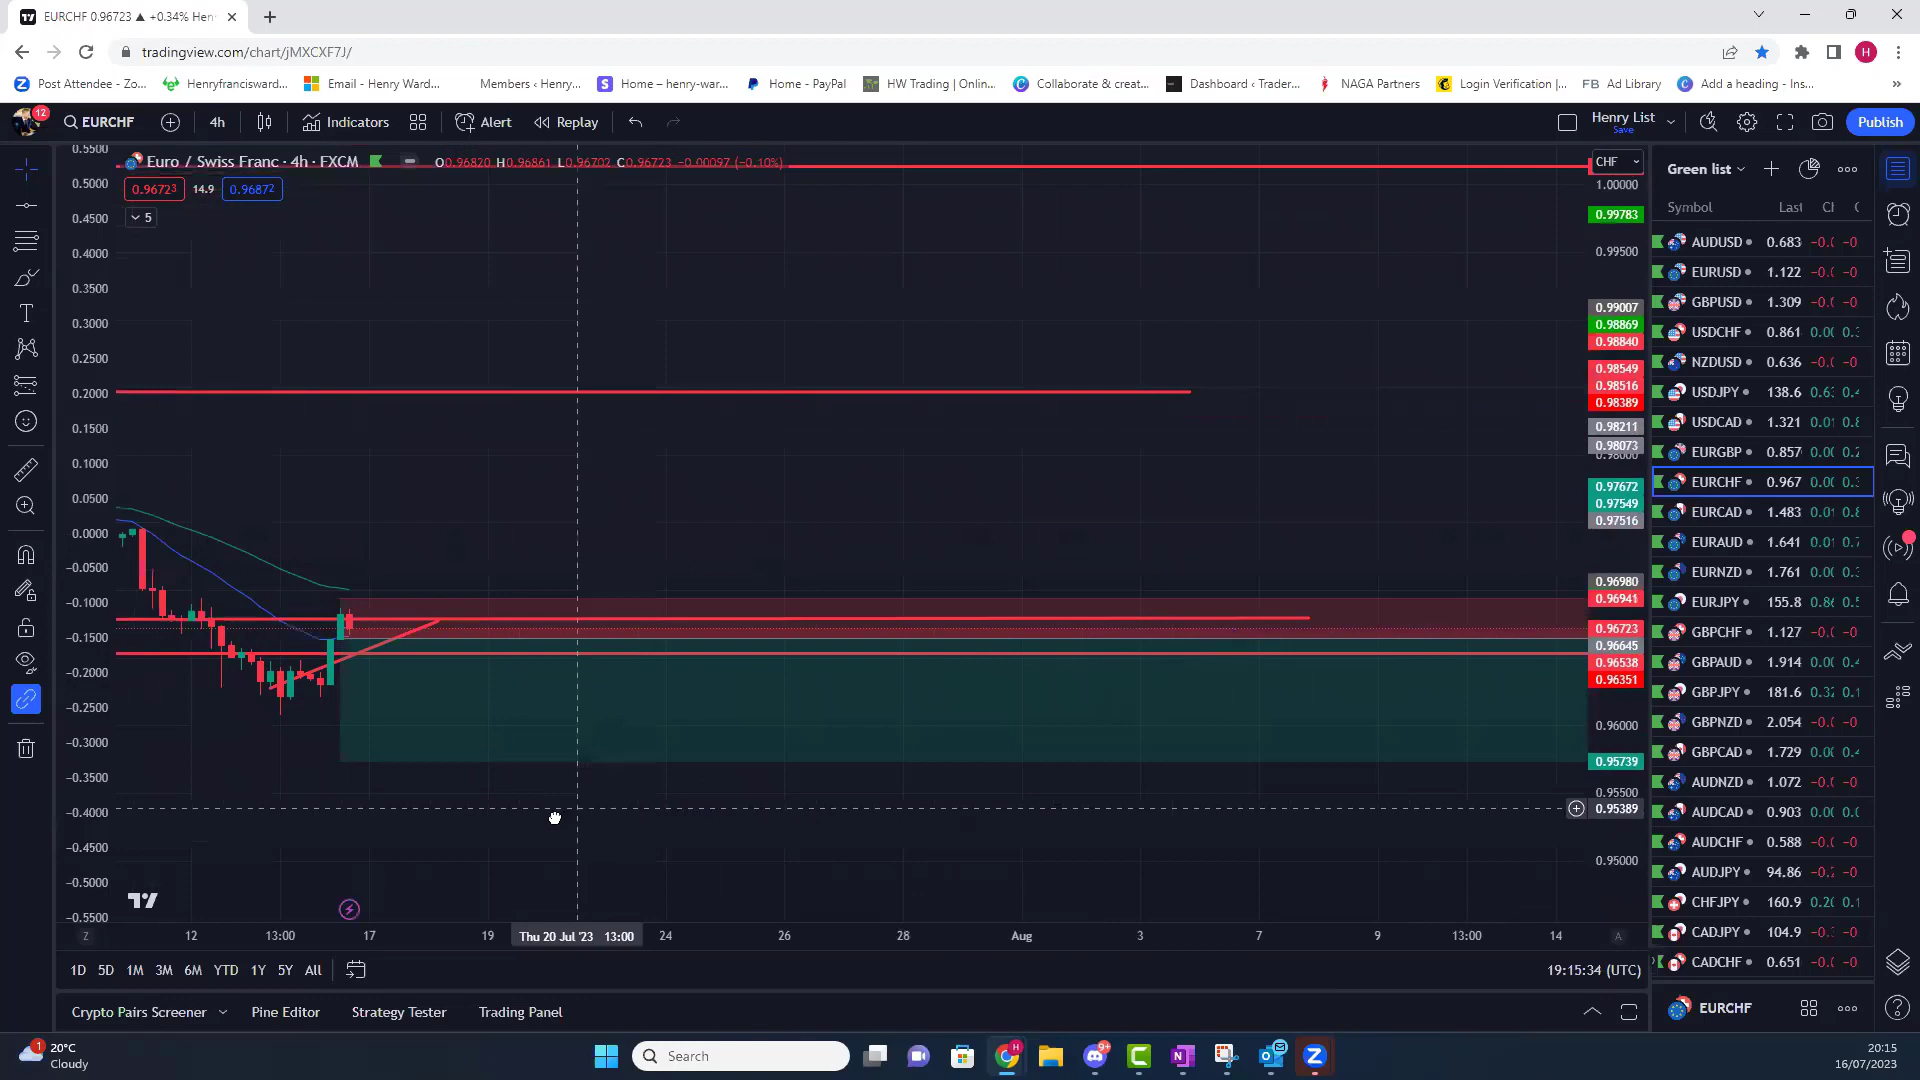 EURCHF 0.96723 ▲ +0.34% Hen
tradingview.com/chart/jMXCXF7J/
Post Attendee - Zo...
Henryfrancisward...
Email - Henry Ward...
Members ‹ Henry...
Home – henry-war...
Home - PayPal
HW Trading | Onlin...
Collaborate & creat...
Dashboard ‹ Trader...
NAGA Partners
Login Verification |...
FB Ad Library
Add a heading - Ins...
12
EURCHF
4h
Indicators
Alert
Replay
Henry List
Save
Publish
Euro / Swiss Franc · 4h · FXCM
O0.96820 H0.96861 L0.96702 C0.96723 −0.00097 (−0.10%)
0.96723 14.9 0.96872
5
0.5500
0.5000
0.4500
0.4000
0.3500
0.3000
0.2500
0.2000
0.1500
0.1000
0.0500
0.0000
−0.0500
−0.1000
−0.1500
−0.2000
−0.2500
−0.3000
−0.3500
−0.4000
−0.4500
−0.5000
−0.5500
CHF
1.00000
0.99783
0.99500
0.99007
0.98869
0.98840
0.98549
0.98516
0.98389
0.98211
0.98073
0.98000
0.97672
0.97549
0.97516
0.96980
0.96941
0.96723
0.96645
0.96538
0.96351
0.96000
0.95739
0.95500
0.95389
0.95000
Z 12 13:00 17 19 Thu 20 Jul '23 13:00 24 26 28 Aug 3 7 9 13:00 14 A
1D 5D 1M 3M 6M YTD 1Y 5Y All
19:15:34 (UTC)
Crypto Pairs Screener
Pine Editor
Strategy Tester
Trading Panel
Green list
Symbol Last
AUDUSD 0.683
EURUSD 1.122
GBPUSD 1.309
USDCHF 0.861
NZDUSD 0.636
USDJPY 138.6
USDCAD 1.321
EURGBP 0.857
EURCHF 0.967
EURCAD 1.483
EURAUD 1.641
EURNZD 1.761
EURJPY 155.8
GBPCHF 1.127
GBPAUD 1.914
GBPJPY 181.6
GBPNZD 2.054
GBPCAD 1.729
AUDNZD 1.072
AUDCAD 0.903
AUDCHF 0.588
AUDJPY 94.86
CHFJPY 160.9
CADJPY 104.9
CADCHF 0.651
EURCHF
1
20°C
Cloudy
Search
9+
20:15
16/07/2023